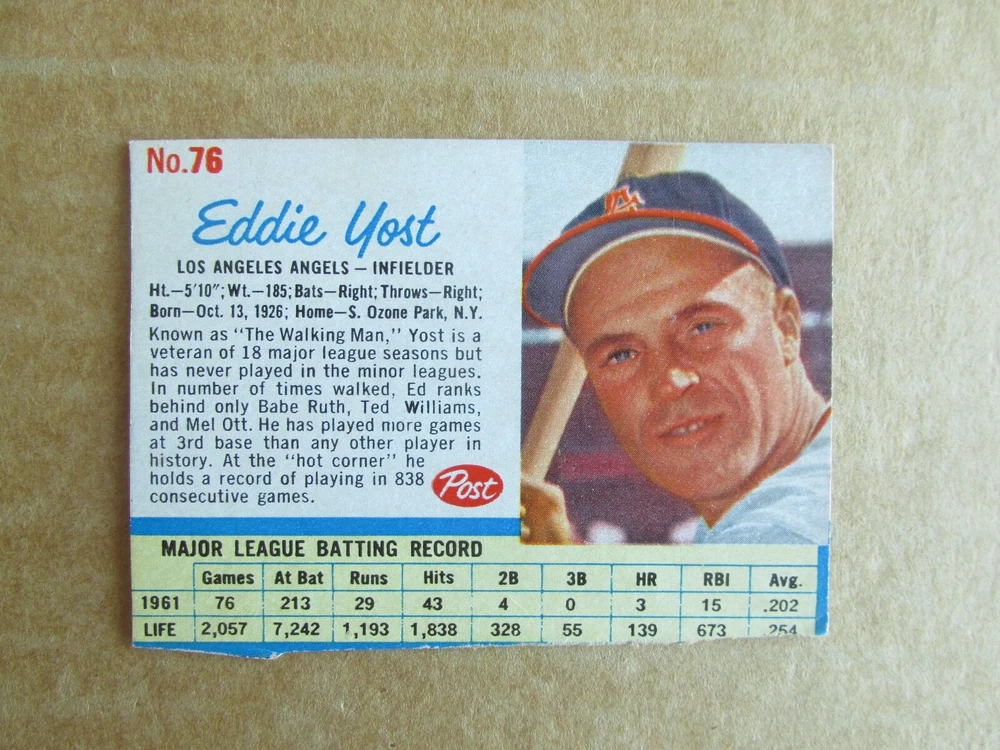 No.76
Eddie Yost
LOS ANGELES ANGELS — INFIELDER
Ht.—5'10"; Wt.—185; Bats—Right; Throws—Right;
Born—Oct. 13, 1926; Home—S. Ozone Park, N.Y.
Known as "The Walking Man," Yost is a
veteran of 18 major league seasons but
has never played in the minor leagues.
In number of times walked, Ed ranks
behind only Babe Ruth, Ted Williams,
and Mel Ott. He has played more games
at 3rd base than any other player in
history. At the "hot corner" he
holds a record of playing in 838
consecutive games.
Post
A
MAJOR LEAGUE BATTING RECORD
Games At Bat Runs Hits 2B 3B HR RBI Avg.
1961 76 213 29 43 4 0 3 15 .202
LIFE 2,057 7,242 1,193 1,838 328 55 139 673 .254